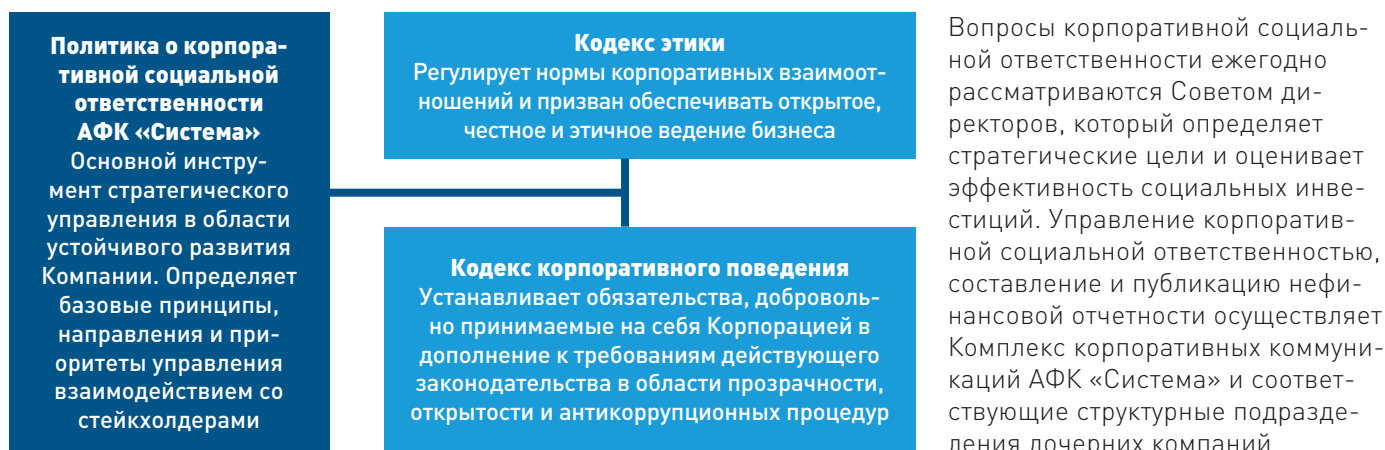 Политика о корпора-
тивной социальной
ответственности
АФК «Система»
Основной инстру-
мент стратегического
управления в области
устойчивого развития
Компании. Определяет
базовые принципы,
направления и при-
оритеты управления
взаимодействием со
стейкхолдерами
Кодекс этики
Регулирует нормы корпоративных взаимоот-
ношений и призван обеспечивать открытое,
честное и этичное ведение бизнеса
Кодекс корпоративного поведения
Устанавливает обязательства, доброволь-
но принимаемые на себя Корпорацией в
дополнение к требованиям действующего
законодательства в области прозрачности,
открытости и антикоррупционных процедур
Вопросы корпоративной социаль-
ной ответственности ежегодно
рассматриваются Советом ди-
ректоров, который определяет
стратегические цели и оценивает
эффективность социальных инве-
стиций. Управление корпоратив-
ной социальной ответственностью,
составление и публикацию нефи-
нансовой отчетности осуществляет
Комплекс корпоративных коммуни-
каций АФК «Система» и соответ-
ствующие структурные подразде-
ления дочерних компаний